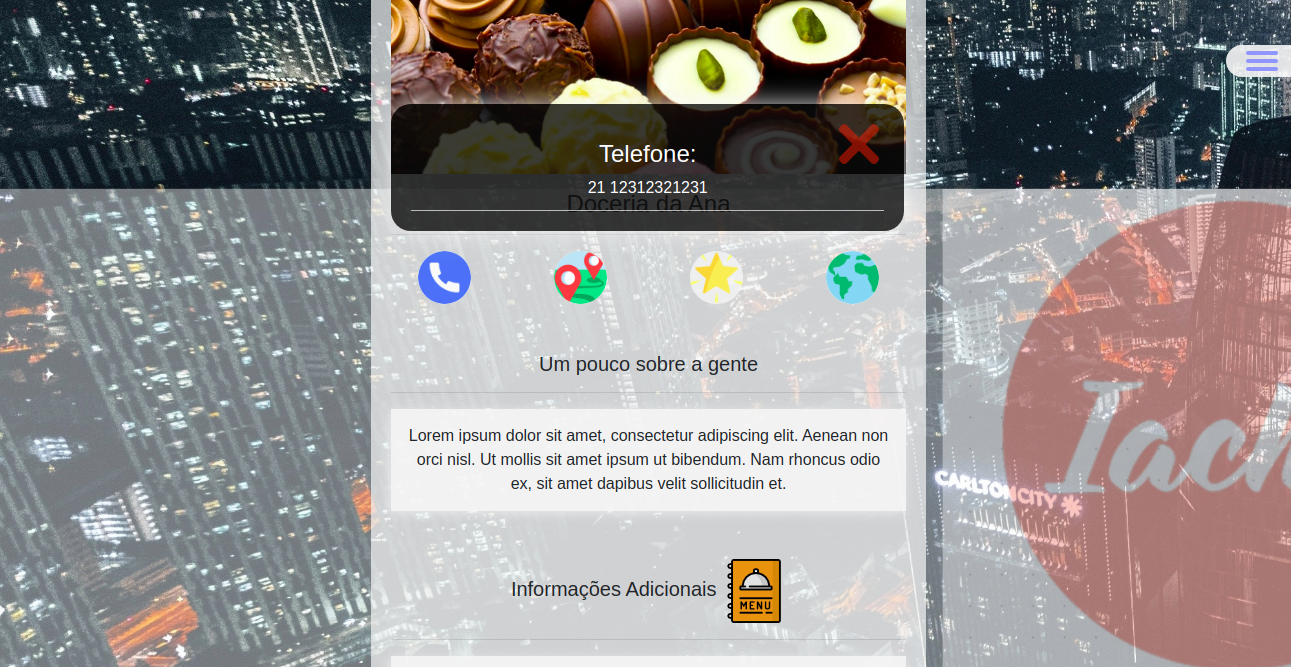 Telefone:
21 12312321231
Doceria da Ana
Um pouco sobre a gente
Lorem ipsum dolor sit amet, consectetur adipiscing elit. Aenean non
orci nisl. Ut mollis sit amet ipsum ut bibendum. Nam rhoncus odio
ex, sit amet dapibus velit sollicitudin et.
CARLTON CITY
Informações Adicionais
MENU